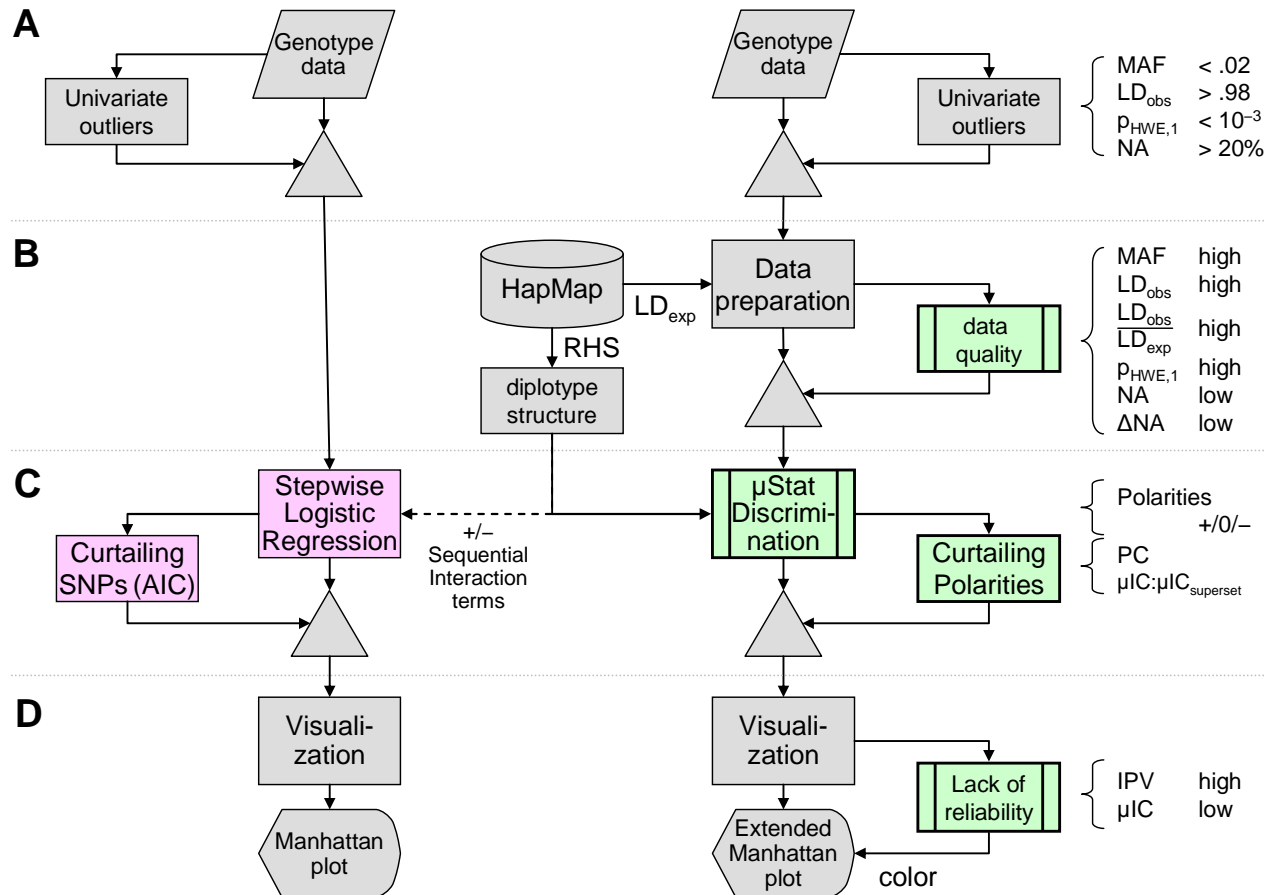 A
Genotype
data
Univariate
outliers
Genotype
data
Univariate
outliers
MAF < .02
LDobs > .98
pHWE,1 < 10–3
NA > 20%
B
HapMap
LDexp
RHS
diplotype
structure
Data
preparation
data
quality
MAF high
LDobs high
LDobs
LDexp
high
pHWE,1 high
NA low
ΔNA low
C
Stepwise
Logistic
Regression
Curtailing
SNPs (AIC)
+/–
Sequential
Interaction
terms
µStat
Discrimi-
nation
Curtailing
Polarities
Polarities
+/0/–
PC
µIC:µICsuperset
D
Visuali-
zation
Manhattan
plot
Visuali-
zation
Extended
Manhattan
plot
Lack of
reliability
color
IPV high
µIC low